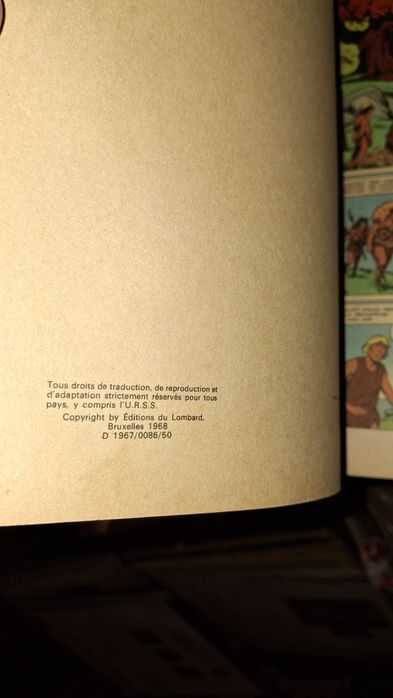 Tous droits de traduction, de reproduction et
d'adaptation strictement réservés pour tous
pays, y compris l'U.R.S.S.
Copyright by Éditions du Lombard,
Bruxelles 1968
D 1967/0086/50